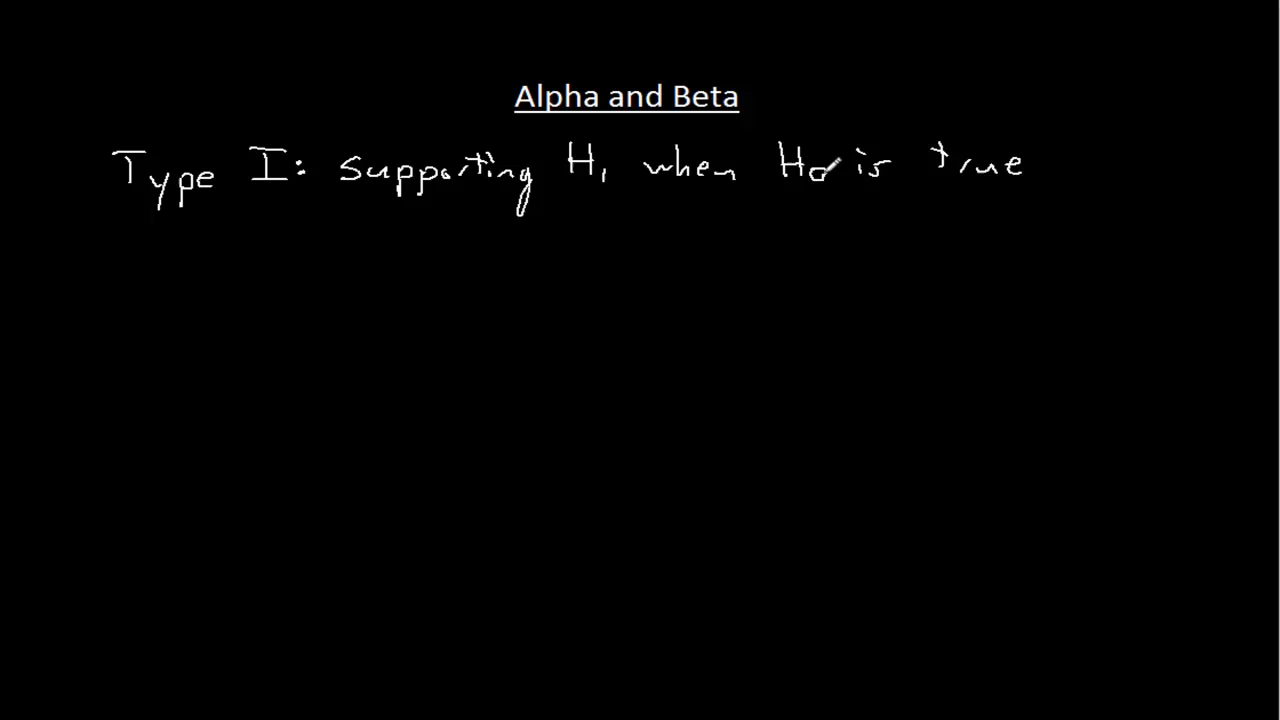 Alpha and Beta
Type I: supporting H₁ when H₀ is true